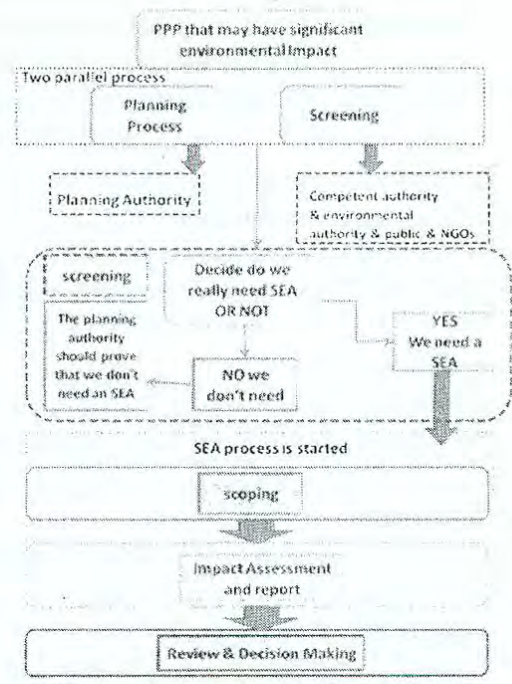 PPP that may have significant
environmental Impact
Two parallel process
Planning
Process
Screening
Planning Authority
Competent authority
& environmental
authority & public & NGOs
screening
Decide do we
really need SEA
OR NOT
The planning
authority
should prove
that we don't
need an SEA
NO we
don't need
YES
We need a
SEA
SEA process is started
scoping
Impact Assessment
and report
Review & Decision Making